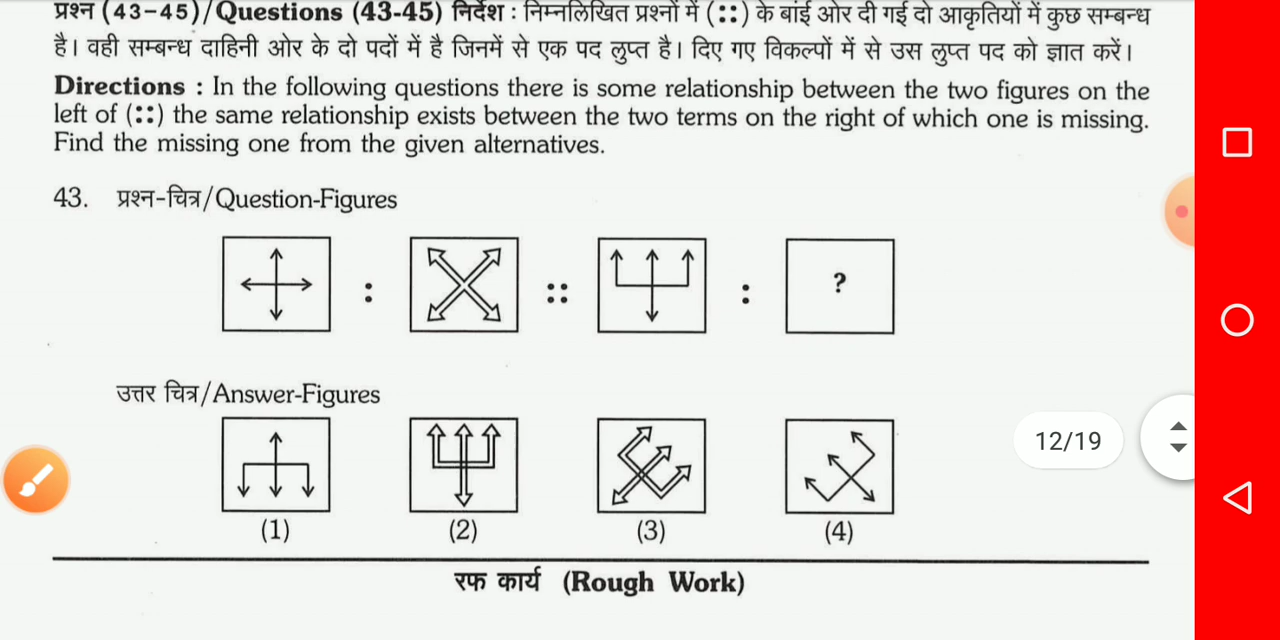 प्रश्न (43-45)/Questions (43-45) निर्देश : निम्नलिखित प्रश्नों में (::) के बांई ओर दी गई दो आकृतियों में कुछ सम्बन्ध
है। वही सम्बन्ध दाहिनी ओर के दो पदों में है जिनमें से एक पद लुप्त है। दिए गए विकल्पों में से उस लुप्त पद को ज्ञात करें।
Directions : In the following questions there is some relationship between the two figures on the
left of (::) the same relationship exists between the two terms on the right of which one is missing.
Find the missing one from the given alternatives.
43. प्रश्न-चित्र/Question-Figures
: :: : ?
उत्तर चित्र/Answer-Figures
12/19
(1) (2) (3) (4)
रफ कार्य (Rough Work)